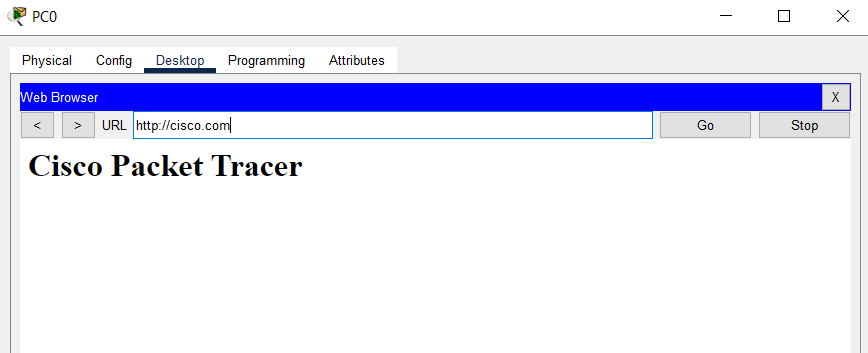 PC0
Physical Config Desktop Programming Attributes
Web Browser X
< > URL http://cisco.com Go Stop
Cisco Packet Tracer